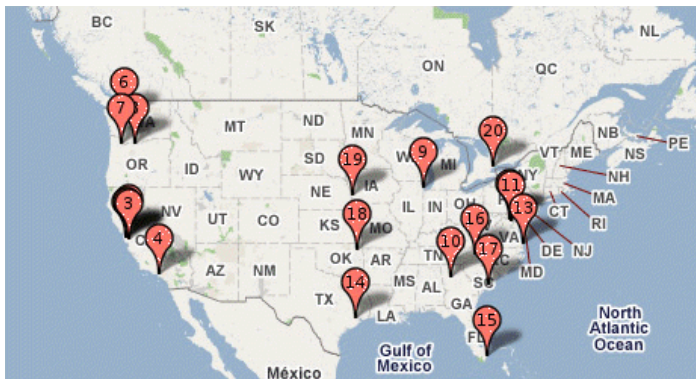 BC
SK
NL
ON
QC
6
7
MT
ND
MN
20
NB
PE
OR
ID
SD
19
9
MI
VT
ME
NS
WY
NE
IA
NY
NH
11
MA
3
NV
UT
CO
KS
18
MO
IL
IN
OH
16
13
CT
RI
4
VA
NJ
DE
AZ
NM
OK
AR
TN
10
17
MD
TX
14
MS
AL
SC
LA
GA
15
FL
North
Atlantic
Ocean
Gulf of
Mexico
México